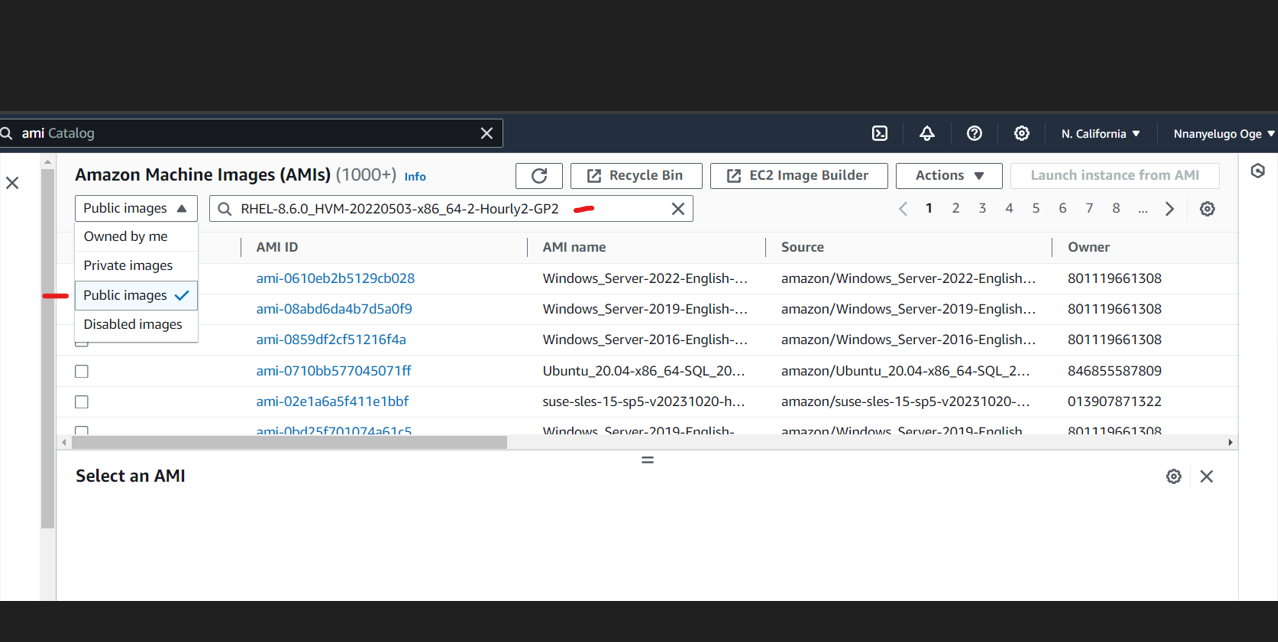 ami Catalog
N. California
Nnanyelugo Oge
Amazon Machine Images (AMIs) (1000+) Info
Recycle Bin
EC2 Image Builder
Actions
Launch instance from AMI
Public images
RHEL-8.6.0_HVM-20220503-x86_64-2-Hourly2-GP2
1 2 3 4 5 6 7 8 ...
Owned by me
Private images
Public images
Disabled images
AMI ID AMI name Source Owner
ami-0610eb2b5129cb028 Windows_Server-2022-English-... amazon/Windows_Server-2022-English... 801119661308
ami-08abd6da4b7d5a0f9 Windows_Server-2019-English-... amazon/Windows_Server-2019-English... 801119661308
ami-0859df2cf51216f4a Windows_Server-2016-English-... amazon/Windows_Server-2016-English... 801119661308
ami-0710bb577045071ff Ubuntu_20.04-x86_64-SQL_20... amazon/Ubuntu_20.04-x86_64-SQL_2... 846855587809
ami-02e1a6a5f411e1bbf suse-sles-15-sp5-v20231020-h... amazon/suse-sles-15-sp5-v20231020-... 013907871322
ami-0bd25f701074a61c5 Windows_Server-2019-English- amazon/Windows_Server-2019-English 801119661308
Select an AMI